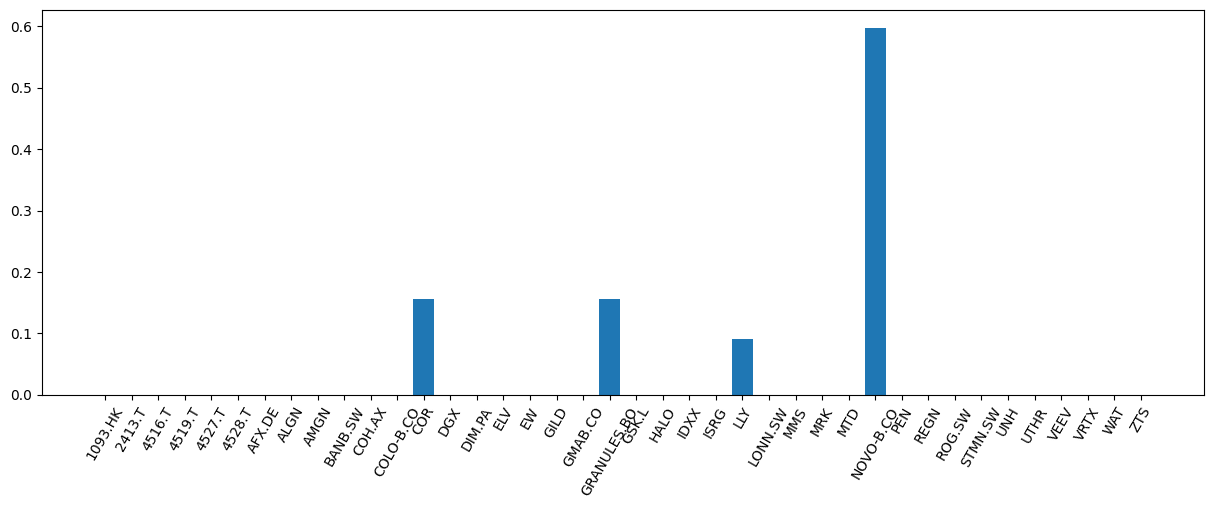 0.6
0.5
0.4
0.3
0.2
0.1
0.0
1093.HK
2413.T
4516.T
4519.T
4527.T
4528.T
AFX.DE
ALGN
AMGN
BANB.SW
COH.AX
COLO-B.CO
COR
DGX
DIM.PA
ELV
EW
GILD
GMAB.CO
GRANULES.BO
GSK.L
HALO
IDXX
ISRG
LLY
LONN.SW
MMS
MRK
MTD
NOVO-B.CO
PEN
REGN
ROG.SW
STMN.SW
UNH
UTHR
VEEV
VRTX
WAT
ZTS